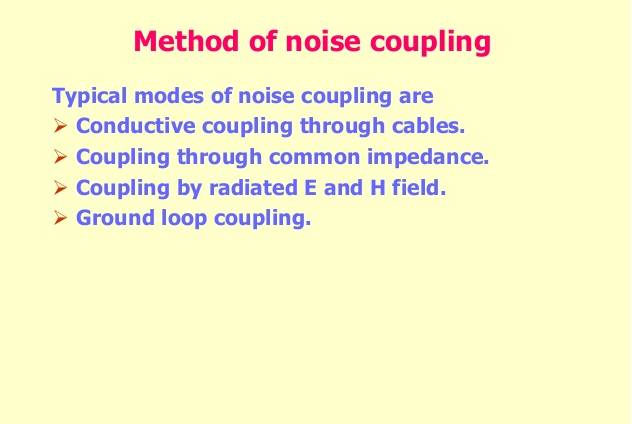 Method of noise coupling
Typical modes of noise coupling are
➢ Conductive coupling through cables.
➢ Coupling through common impedance.
➢ Coupling by radiated E and H field.
➢ Ground loop coupling.